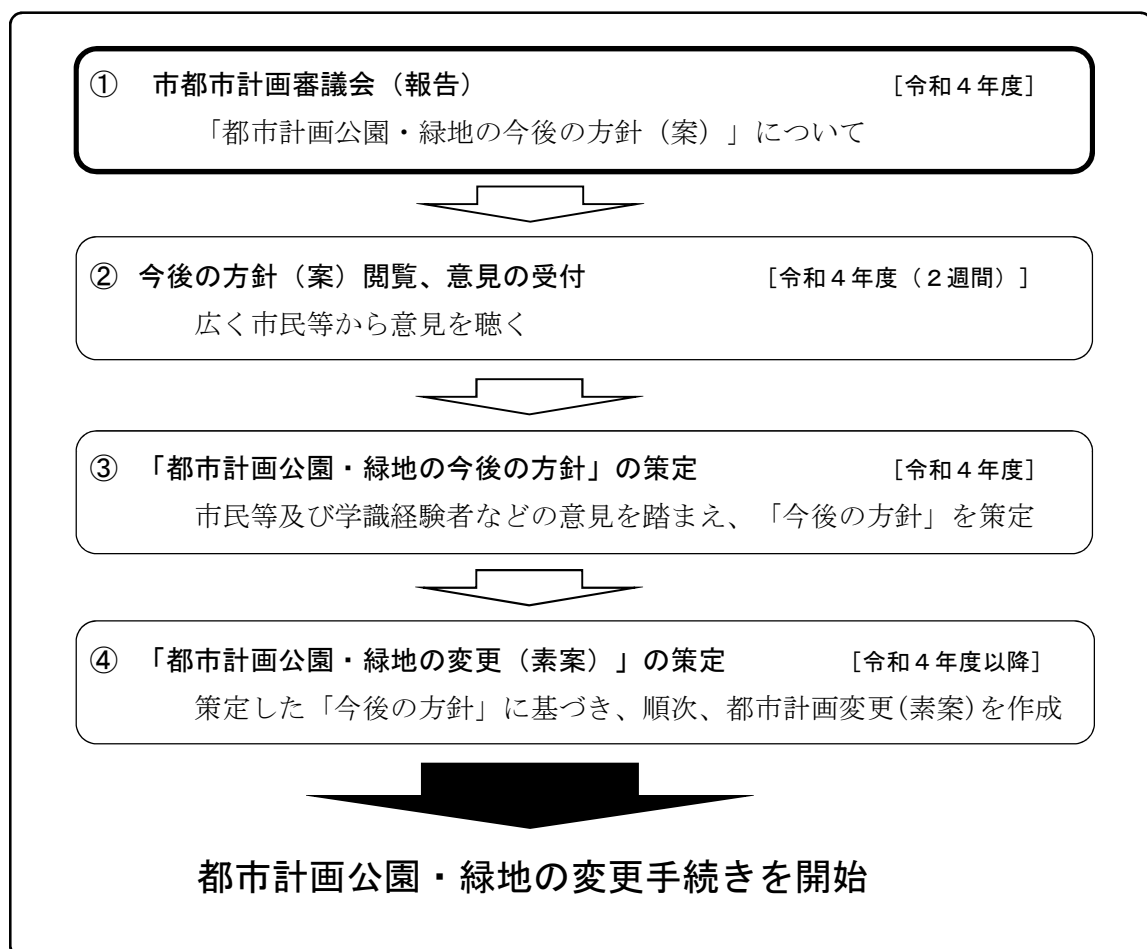 ① 市都市計画審議会（報告） ［令和４年度］
「都市計画公園・緑地の今後の方針（案）」について
② 今後の方針（案）閲覧、意見の受付 ［令和４年度（２週間）］
広く市民等から意見を聴く
③ 「都市計画公園・緑地の今後の方針」の策定 ［令和４年度］
市民等及び学識経験者などの意見を踏まえ、「今後の方針」を策定
④ 「都市計画公園・緑地の変更（素案）」の策定 ［令和４年度以降］
策定した「今後の方針」に基づき、順次、都市計画変更(素案)を作成
都市計画公園・緑地の変更手続きを開始